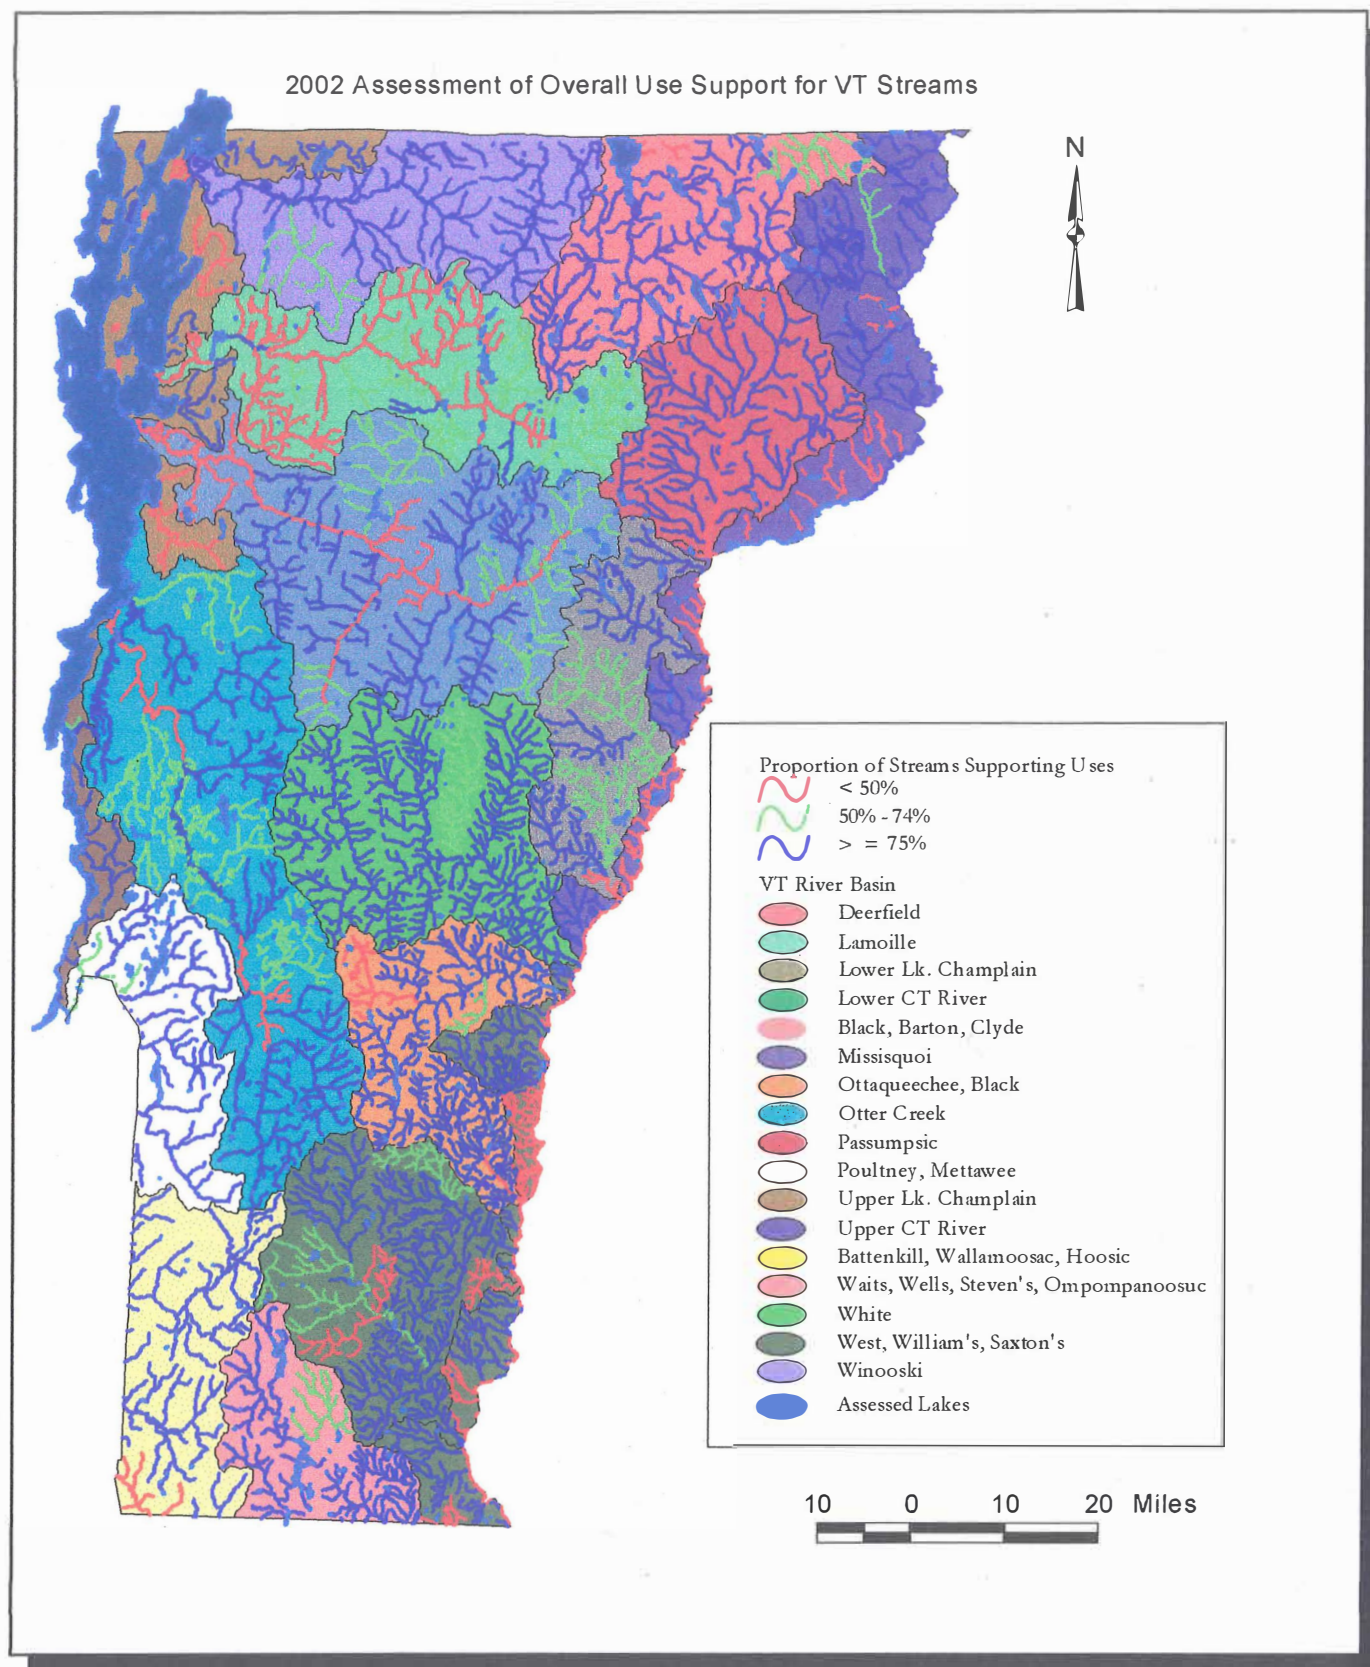 2002 Assessment of Overall Use Support for VT Streams
N
Proportion of Streams Supporting Uses
< 50%
50% - 74%
> = 75%
VT River Basin
Deerfield
Lamoille
Lower Lk. Champlain
Lower CT River
Black, Barton, Clyde
Missisquoi
Ottaqueechee, Black
Otter Creek
Passumpsic
Poultney, Mettawee
Upper Lk. Champlain
Upper CT River
Battenkill, Wallamoosac, Hoosic
Waits, Wells, Steven's, Ompompanoosuc
White
West, William's, Saxton's
Winooski
Assessed Lakes
10 0 10 20 Miles